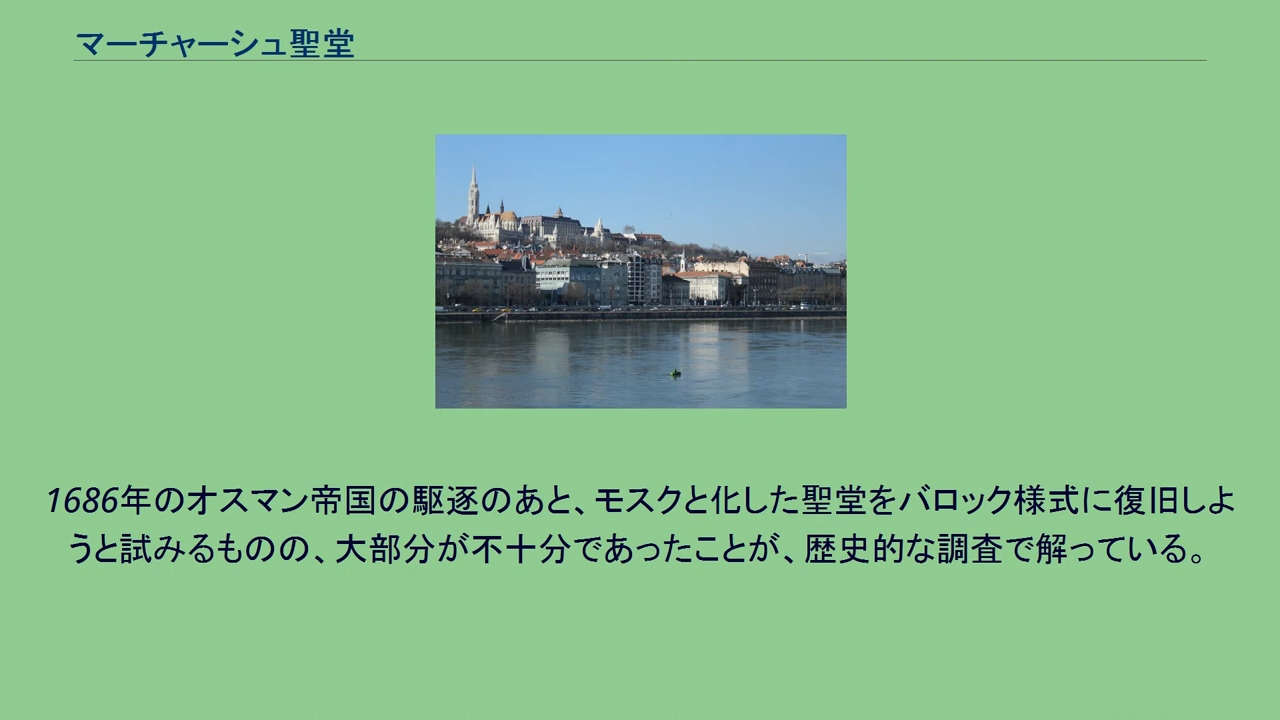 マーチャーシュ聖堂
1686年のオスマン帝国の駆逐のあと、モスクと化した聖堂をバロック様式に復旧しよ
うと試みるものの、大部分が不十分であったことが、歴史的な調査で解っている。